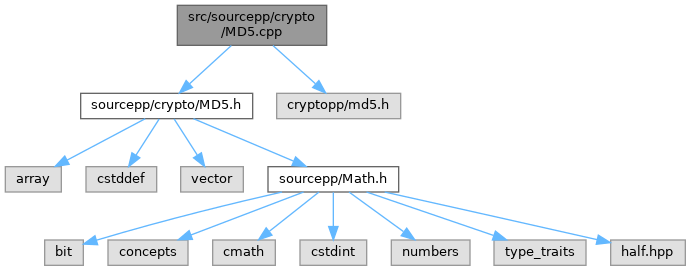 src/sourcepp/crypto
/MD5.cpp
sourcepp/crypto/MD5.h
cryptopp/md5.h
array
cstddef
vector
sourcepp/Math.h
bit
concepts
cmath
cstdint
numbers
type_traits
half.hpp